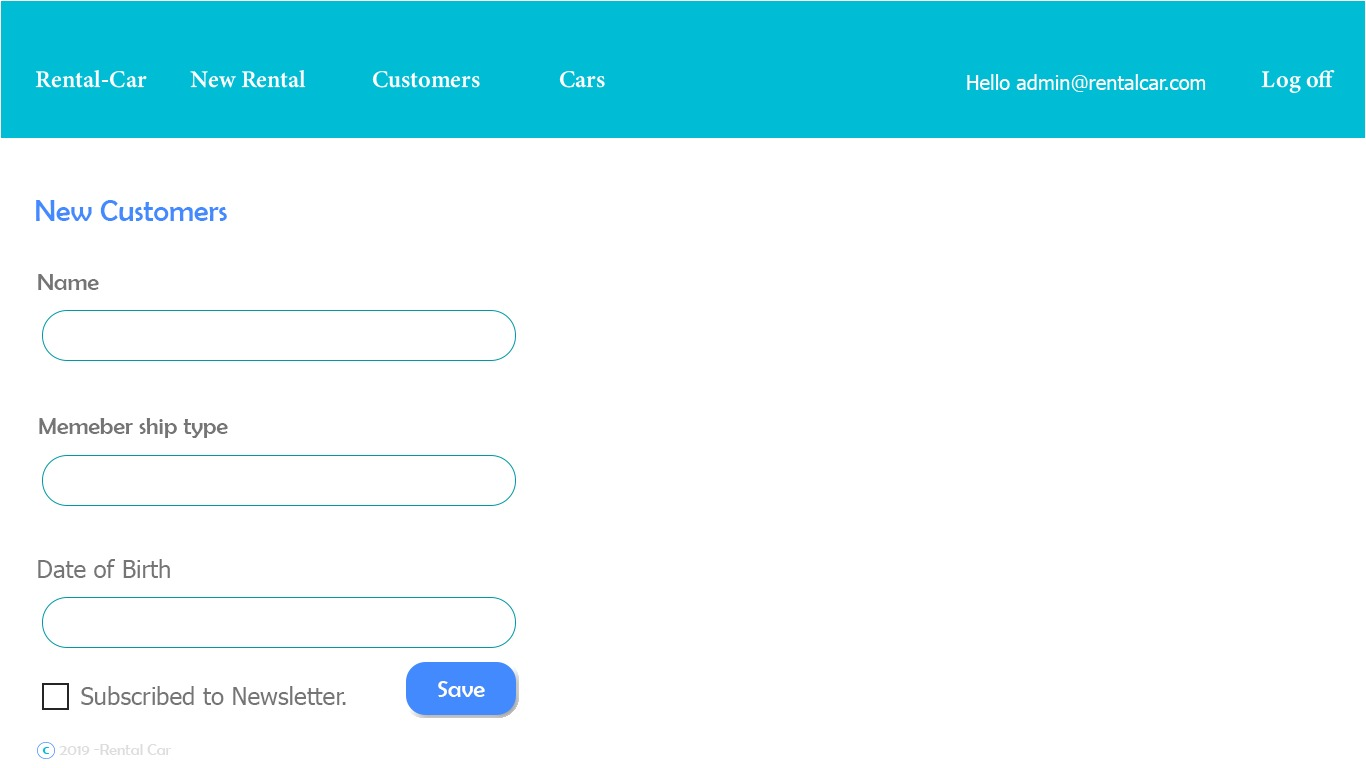 Rental-Car New Rental Customers Cars Hello admin@rentalcar.com Log off
New Customers
Name
Memeber ship type
Date of Birth
Subscribed to Newsletter. Save
© 2019 -Rental Car